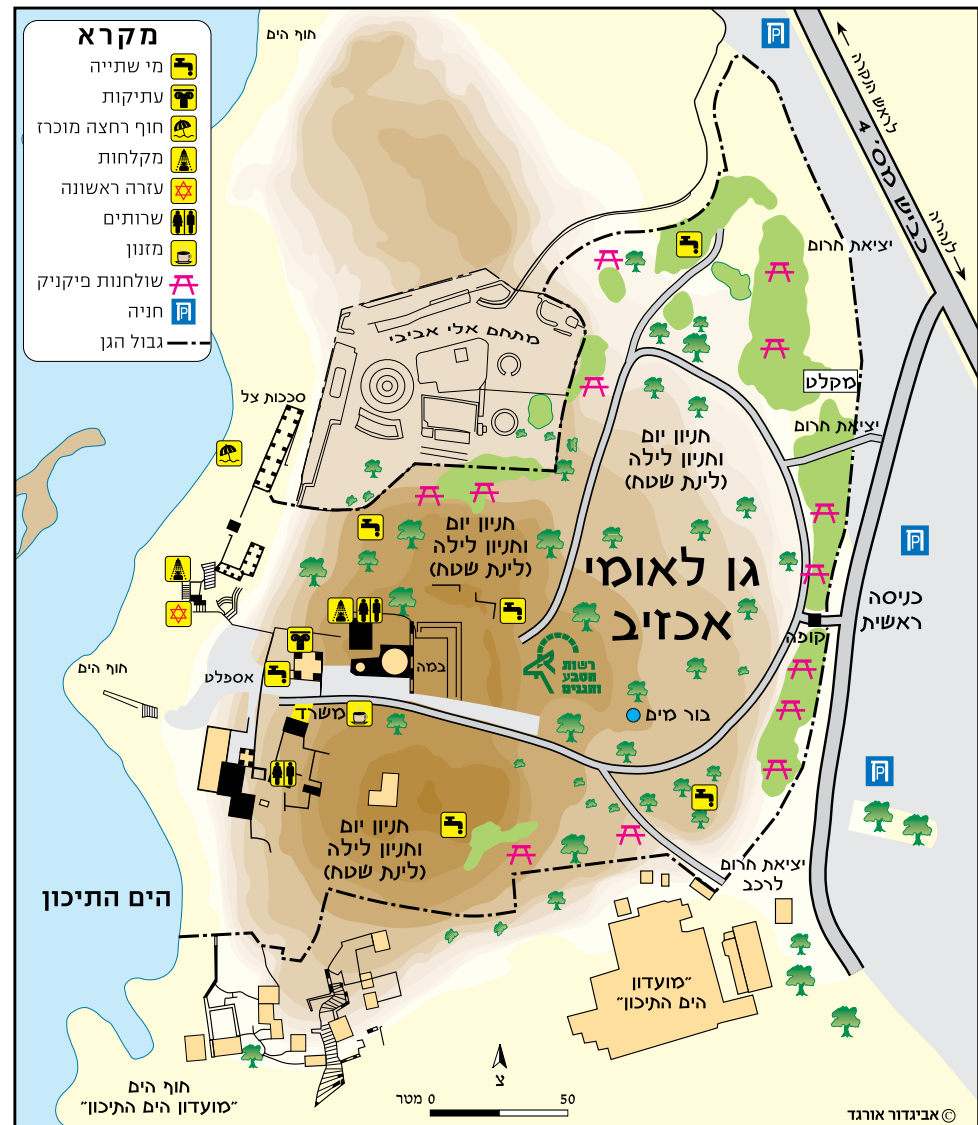 מקרא
מי שתייה
עתיקות
חוף רחצה מוכרז
מקלחות
עזרה ראשונה
שרותים
מזנון
שולחנות פיקניק
חניה
גבול הגן
חוף הים
לראש הנקרה
כביש מס' 4
לנהריה
יציאת חרום
מתחם אלי אביבי
מקלט
סככות צל
יציאת חרום
חניון יום
וחניון לילה
(לינת שטח)
חניון יום
וחניון לילה
(לינת שטח)
גן לאומי
אכזיב
כניסה
ראשית
קופה
במה
רשות
הטבע
והגנים
חוף הים
אספלט
משרד
בור מים
חניון יום
וחניון לילה
(לינת שטח)
יציאת חרום
לרכב
הים התיכון
"מועדון
הים התיכון"
צ
חוף הים
"מועדון הים התיכון"
מטר 0 50
© אביגדור אורגד